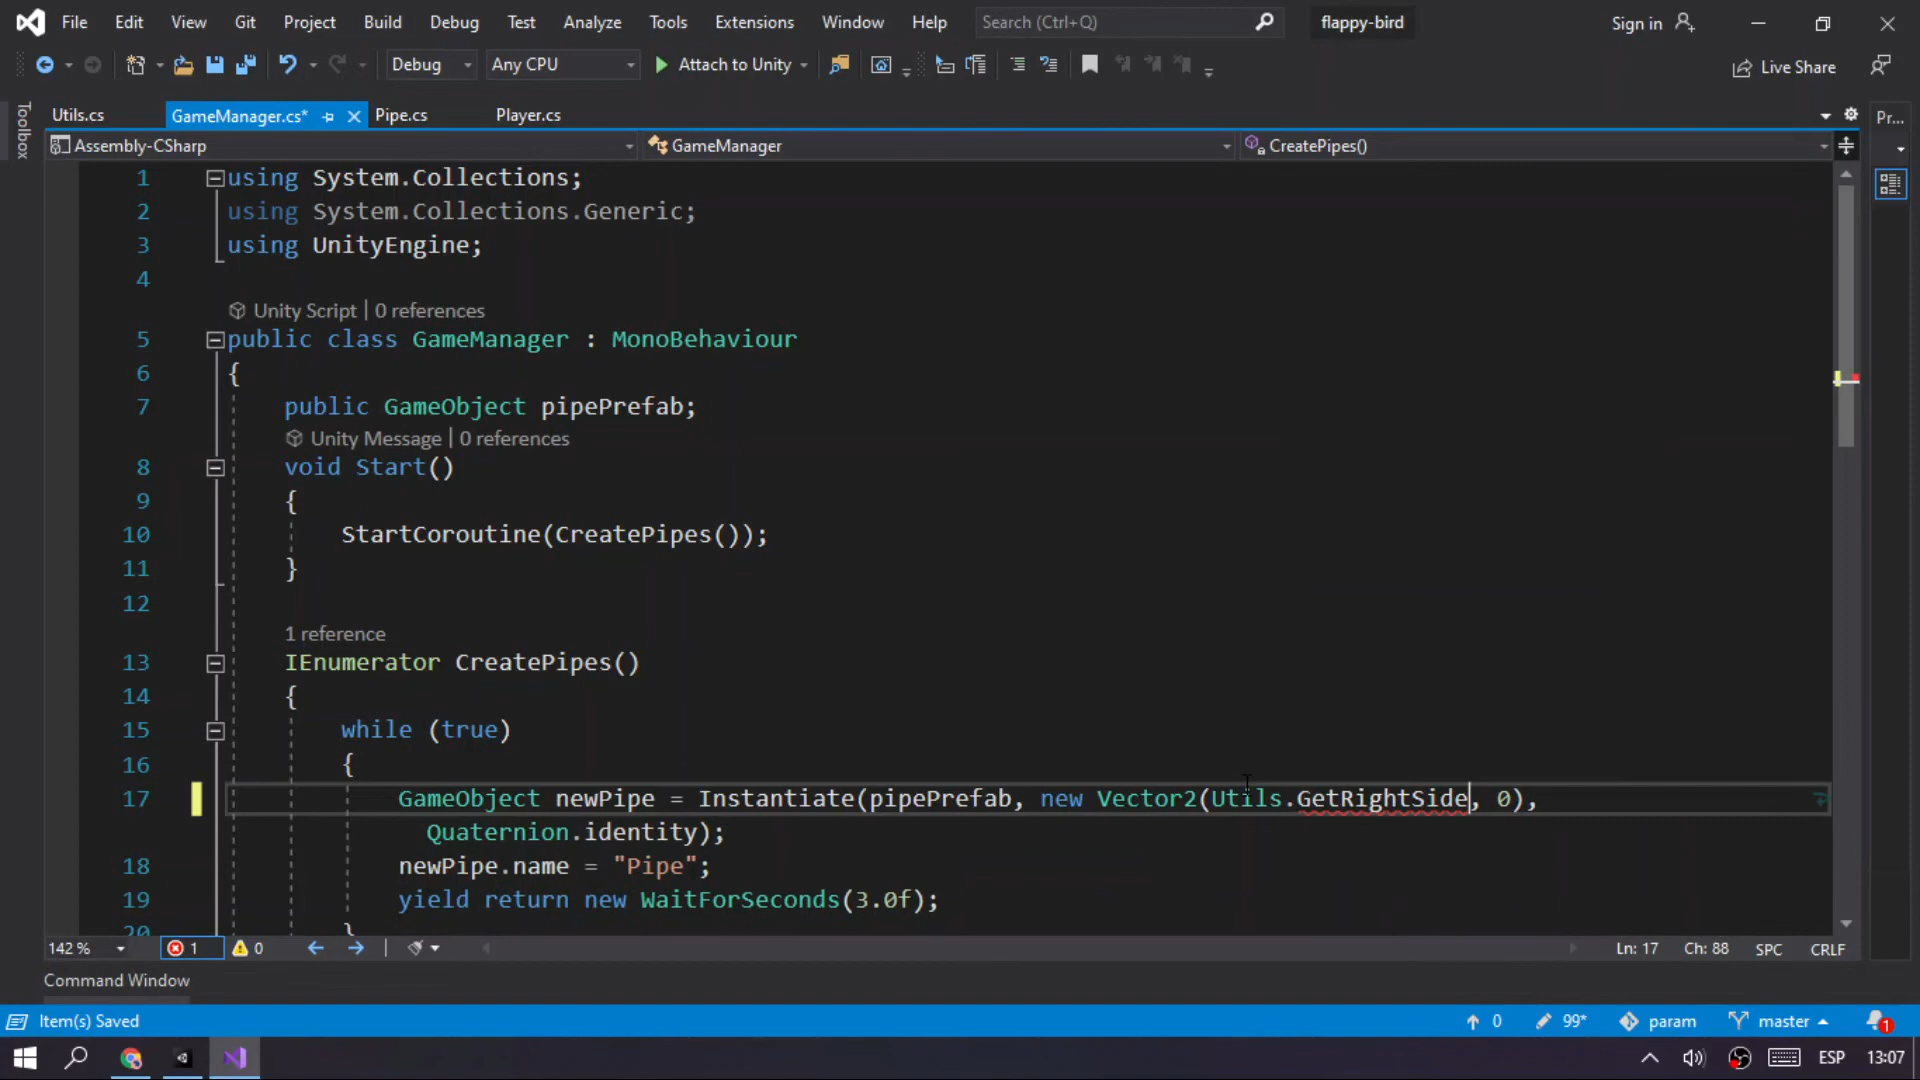 File Edit View Git Project Build Debug Test Analyze Tools Extensions Window Help Search (Ctrl+Q) flappy-bird Sign in
Debug Any CPU Attach to Unity Live Share
Toolbox
Utils.cs GameManager.cs* Pipe.cs Player.cs Pr...
Assembly-CSharp GameManager CreatePipes()
1 using System.Collections;
2 using System.Collections.Generic;
3 using UnityEngine;
4
Unity Script | 0 references
5 public class GameManager : MonoBehaviour
6 {
7 public GameObject pipePrefab;
Unity Message | 0 references
8 void Start()
9 {
10 StartCoroutine(CreatePipes());
11 }
12
1 reference
13 IEnumerator CreatePipes()
14 {
15 while (true)
16 {
17 GameObject newPipe = Instantiate(pipePrefab, new Vector2(Utils.GetRightSide, 0),
Quaternion.identity);
18 newPipe.name = "Pipe";
19 yield return new WaitForSeconds(3.0f);
20 }
142 % 1 0 Ln: 17 Ch: 88 SPC CRLF
Command Window
Item(s) Saved 0 99* param master 1
ESP 13:07